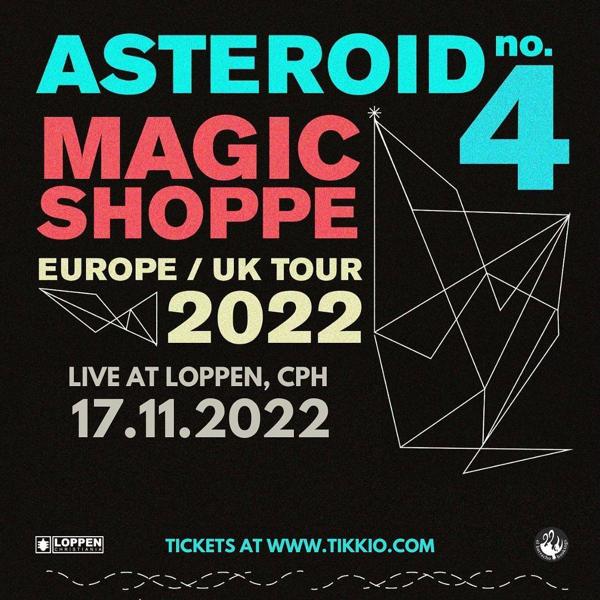 ASTEROID no. 4
MAGIC
SHOPPE
EUROPE / UK TOUR
2022
LIVE AT LOPPEN, CPH
17.11.2022
LOPPEN
CHRISTIANIA
TICKETS AT WWW.TIKKIO.COM